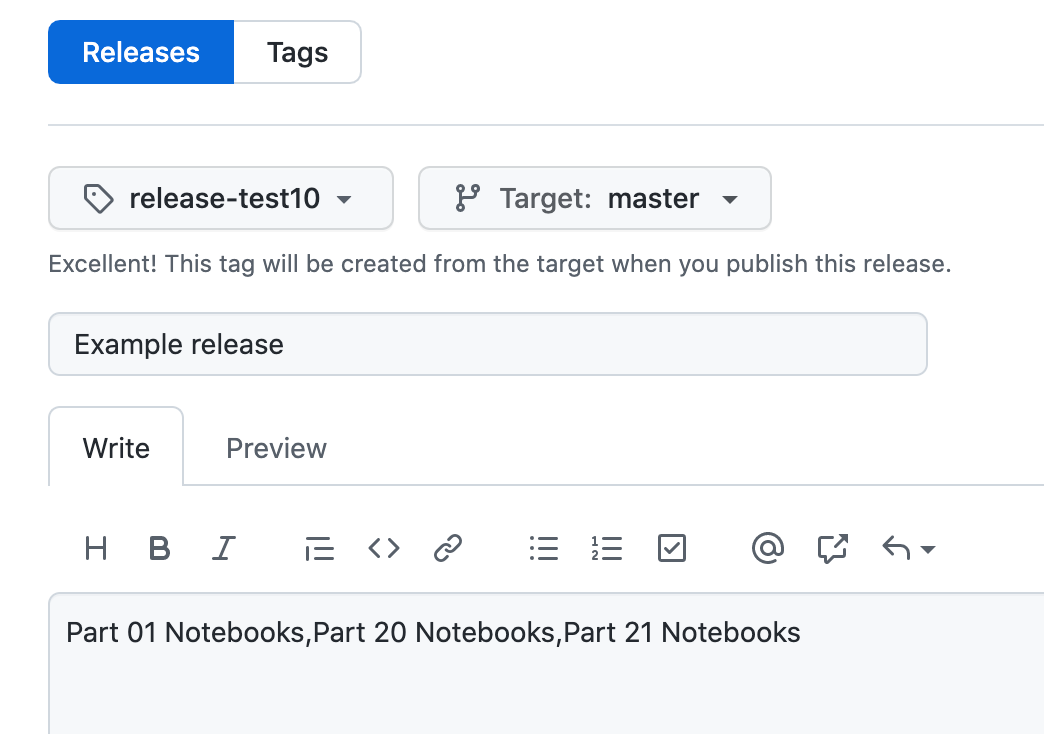 Releases Tags
release-test10 Target: master
Excellent! This tag will be created from the target when you publish this release.
Example release
Write Preview
Part 01 Notebooks,Part 20 Notebooks,Part 21 Notebooks